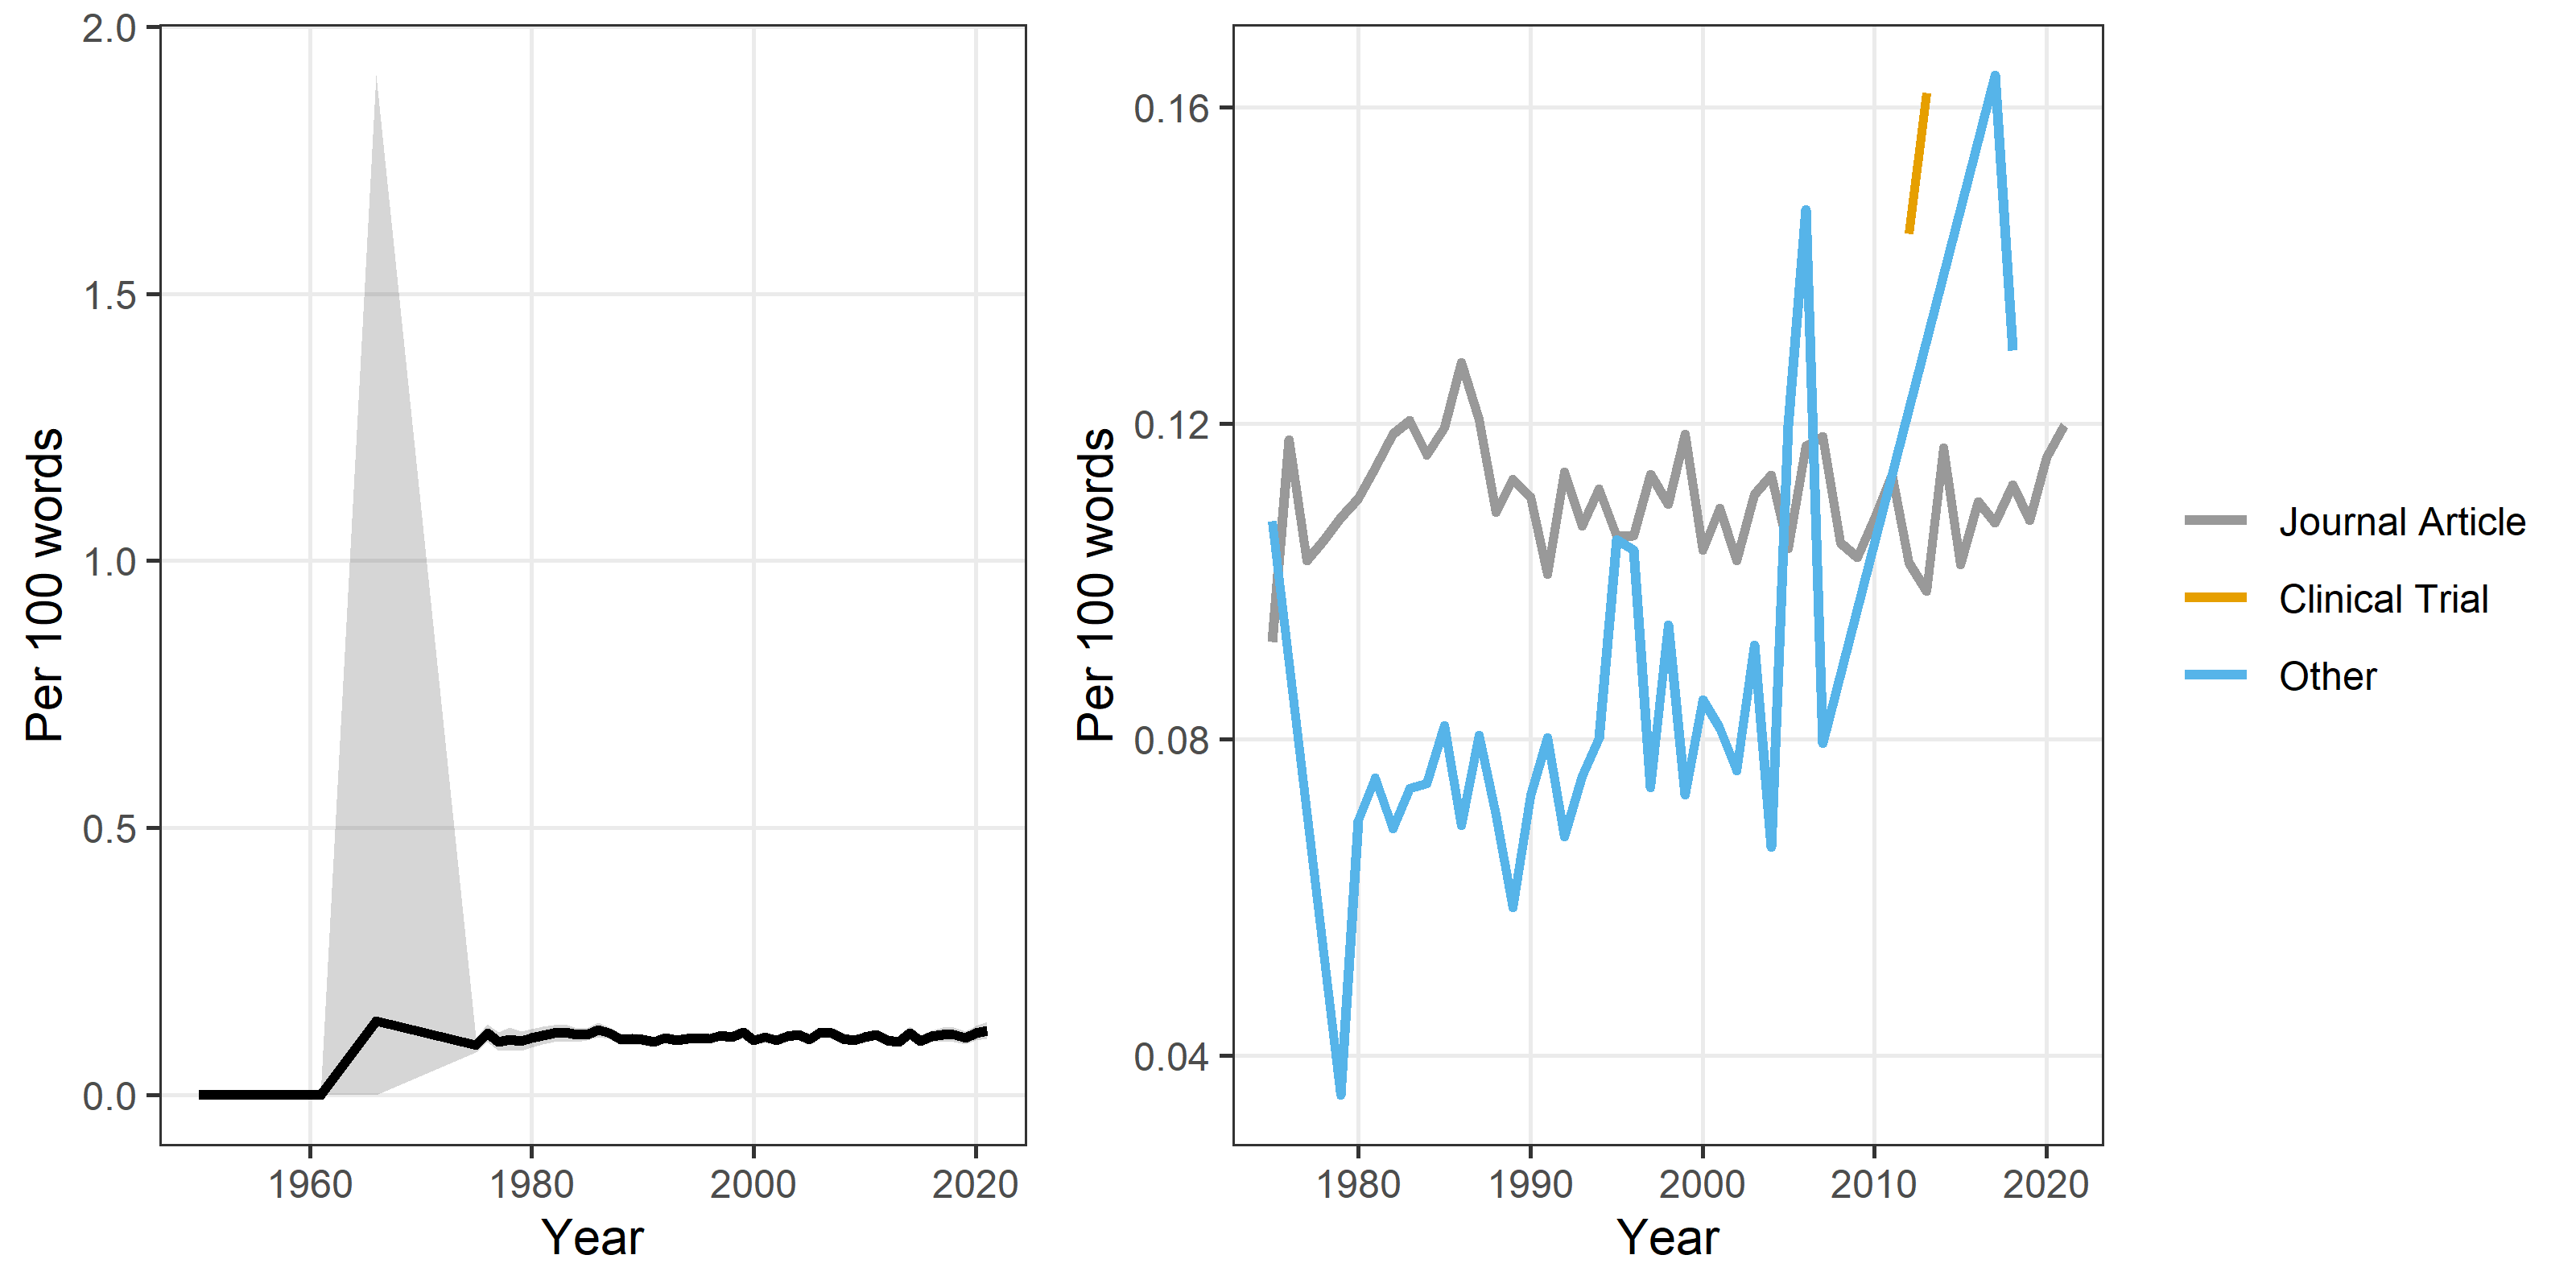 2.0
1.5
1.0
0.5
0.0
Per 100 words
1960 1980 2000 2020
Year
0.16
0.12
0.08
0.04
Per 100 words
1980 1990 2000 2010 2020
Year
Journal Article
Clinical Trial
Other